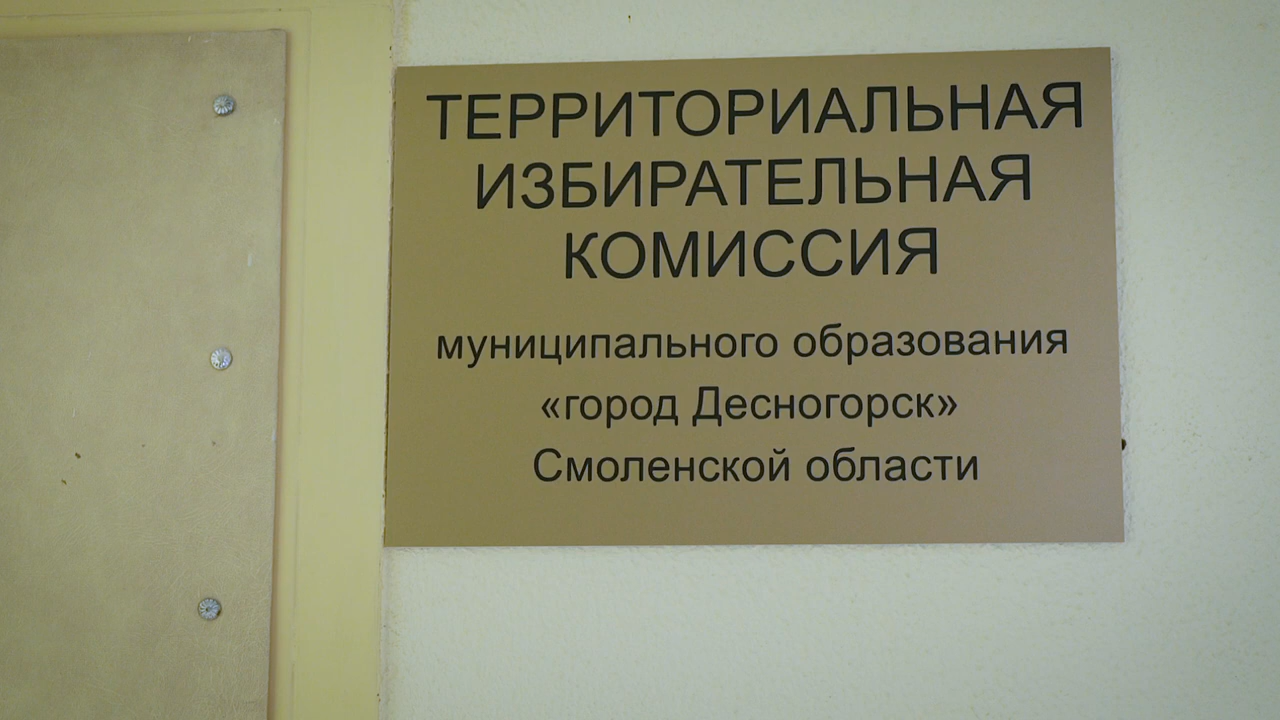 ТЕРРИТОРИАЛЬНАЯ
ИЗБИРАТЕЛЬНАЯ
КОМИССИЯ
муниципального образования
«город Десногорск»
Смоленской области